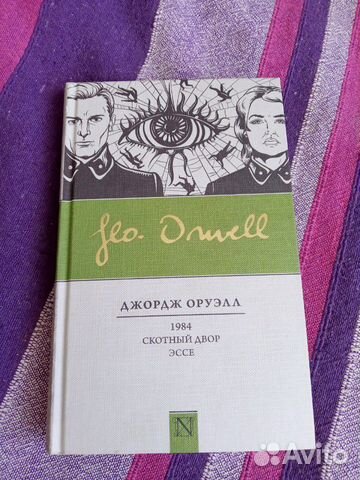 Geo. Orwell
ДЖОРДЖ ОРУЭЛЛ
1984
СКОТНЫЙ ДВОР
ЭССЕ
N
Avito